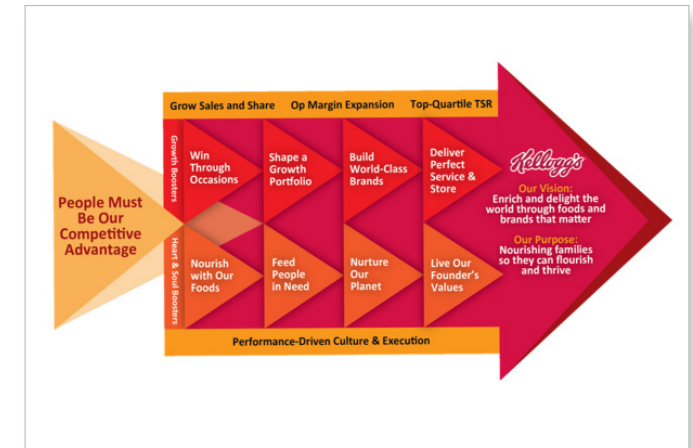 Grow Sales and Share
Op Margin Expansion
Top-Quartile TSR
People Must
Be Our
Competitive
Advantage
Growth Boosters
Win
Through
Occasions
Shape a
Growth
Portfolio
Build
World-Class
Brands
Deliver
Perfect
Service &
Store
Heart & Soul Boosters
Nourish
with Our
Foods
Feed
People
in Need
Nurture
Our
Planet
Live Our
Founder's
Values
Kellogg's
Our Vision:
Enrich and delight the
world through foods and
brands that matter
Our Purpose:
Nourishing families
so they can flourish
and thrive
Performance-Driven Culture & Execution